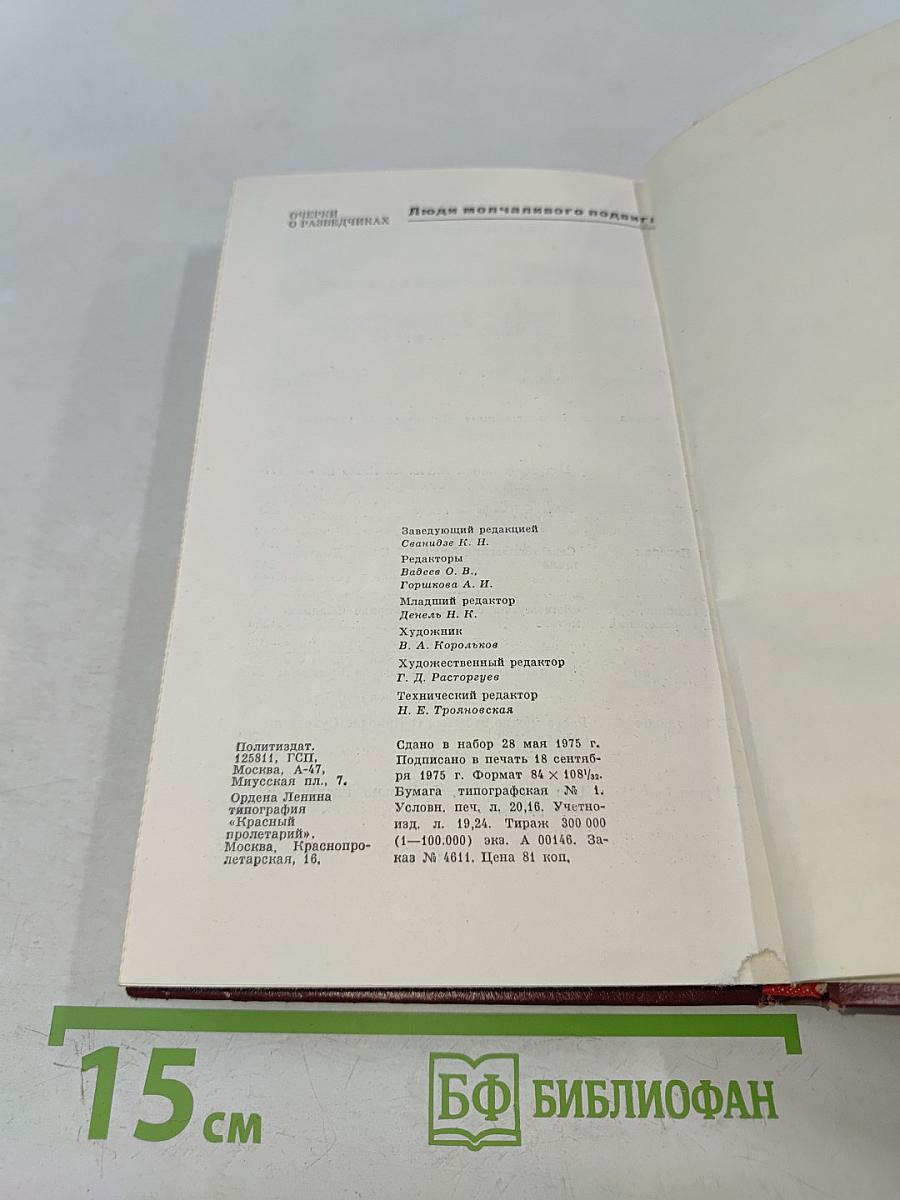 ОЧЕРКИ
О РАЗВЕДЧИКАХ
Люди молчаливого подвиг
Заведующий редакцией
Сванидзе К. Н.
Редакторы
Вадеев О. В.,
Горшкова А. И.
Младший редактор
Денель Н. К.
Художник
В. А. Корольков
Художественный редактор
Г. Д. Расторгуев
Технический редактор
Н. Е. Трояновская
Политиздат.
125811, ГСП,
Москва, А-47,
Миусская пл., 7.
Ордена Ленина
типография
«Красный
пролетарий».
Москва, Краснопро-
летарская, 16.
Сдано в набор 28 мая 1975 г.
Подписано в печать 18 сентяб-
ря 1975 г. Формат 84 × 108¹/₃₂.
Бумага типографская № 1.
Условн. печ. л. 20,16. Учетно-
изд. л. 19,24. Тираж 300 000
(1—100.000) экз. А 00146. За-
каз № 4611. Цена 81 коп.
15 см
БФ БИБЛИОФАН